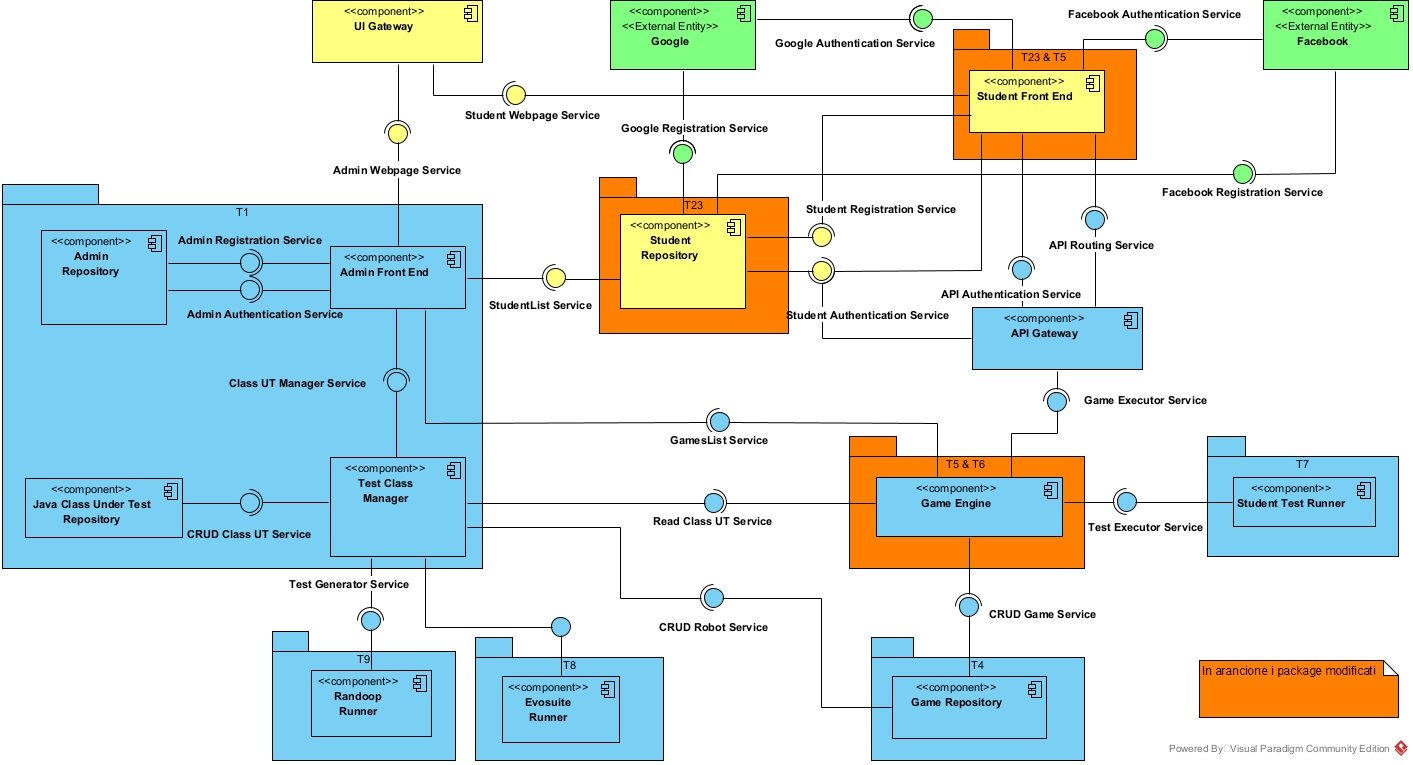 <<component>>
UI Gateway
<<component>>
<<External Entity>>
Google
Google Authentication Service
Facebook Authentication Service
<<component>>
<<External Entity>>
Facebook
T23 & T5
<<component>>
Student Front End
Student Webpage Service
Google Registration Service
Admin Webpage Service
Facebook Registration Service
T1
T23
Student Registration Service
<<component>>
Admin
Repository
Admin Registration Service
<<component>>
Admin Front End
<<component>>
Student
Repository
API Routing Service
StudentList Service
API Authentication Service
Admin Authentication Service
Student Authentication Service
<<component>>
API Gateway
Class UT Manager Service
Game Executor Service
GamesList Service
<<component>>
Test Class
Manager
T5 & T6
<<component>>
Game Engine
T7
<<component>>
Student Test Runner
<<component>>
Java Class Under Test
Repository
CRUD Class UT Service
Read Class UT Service
Test Executor Service
Test Generator Service
CRUD Robot Service
CRUD Game Service
T9
<<component>>
Randoop
Runner
T8
<<component>>
Evosuite
Runner
T4
<<component>>
Game Repository
In arancione i package modificati
Powered By Visual Paradigm Community Edition